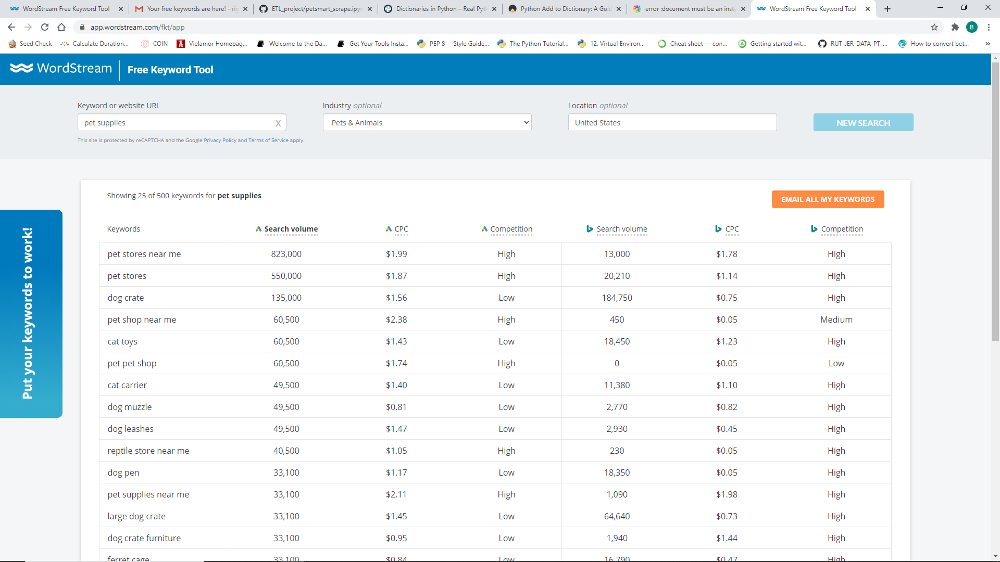 WordStream Free Keyword Tool
Your free keywords are here! - rig
ETL_project/petsmart_scrape.ipyn
Dictionaries in Python – Real Pyt
Python Add to Dictionary: A Guid
error :document must be an insta
WordStream Free Keyword Tool
app.wordstream.com/fkt/app
B
Seed Check
Calculate Duration...
COIN
Vielamor Homepag...
Welcome to the Da...
Get Your Tools Insta...
PEP 8 -- Style Guide...
The Python Tutorial...
12. Virtual Environ...
Cheat sheet — con...
Getting started wit...
RUT-JER-DATA-PT-...
How to convert bet...
»
WordStream Free Keyword Tool
Keyword or website URL Industry optional Location optional
pet supplies X Pets & Animals United States NEW SEARCH
This site is protected by reCAPTCHA and the Google Privacy Policy and Terms of Service apply.
Put your keywords to work!
Showing 25 of 500 keywords for pet supplies
EMAIL ALL MY KEYWORDS
Keywords Search volume CPC Competition Search volume CPC Competition
pet stores near me 823,000 $1.99 High 13,000 $1.78 High
pet stores 550,000 $1.87 High 20,210 $1.14 High
dog crate 135,000 $1.56 Low 184,750 $0.75 High
pet shop near me 60,500 $2.38 High 450 $0.05 Medium
cat toys 60,500 $1.43 Low 18,450 $1.23 High
pet pet shop 60,500 $1.74 High 0 $0.05 Low
cat carrier 49,500 $1.40 Low 11,380 $1.10 High
dog muzzle 49,500 $0.81 Low 2,770 $0.82 High
dog leashes 49,500 $1.47 Low 2,930 $0.45 High
reptile store near me 40,500 $1.05 High 230 $0.05 High
dog pen 33,100 $1.17 Low 18,350 $0.05 High
pet supplies near me 33,100 $2.11 High 1,090 $1.98 High
large dog crate 33,100 $1.45 Low 64,640 $0.73 High
dog crate furniture 33,100 $0.95 Low 1,940 $1.44 High
ferret cage 33,100 $0.84 Low 16,790 $0.47 High